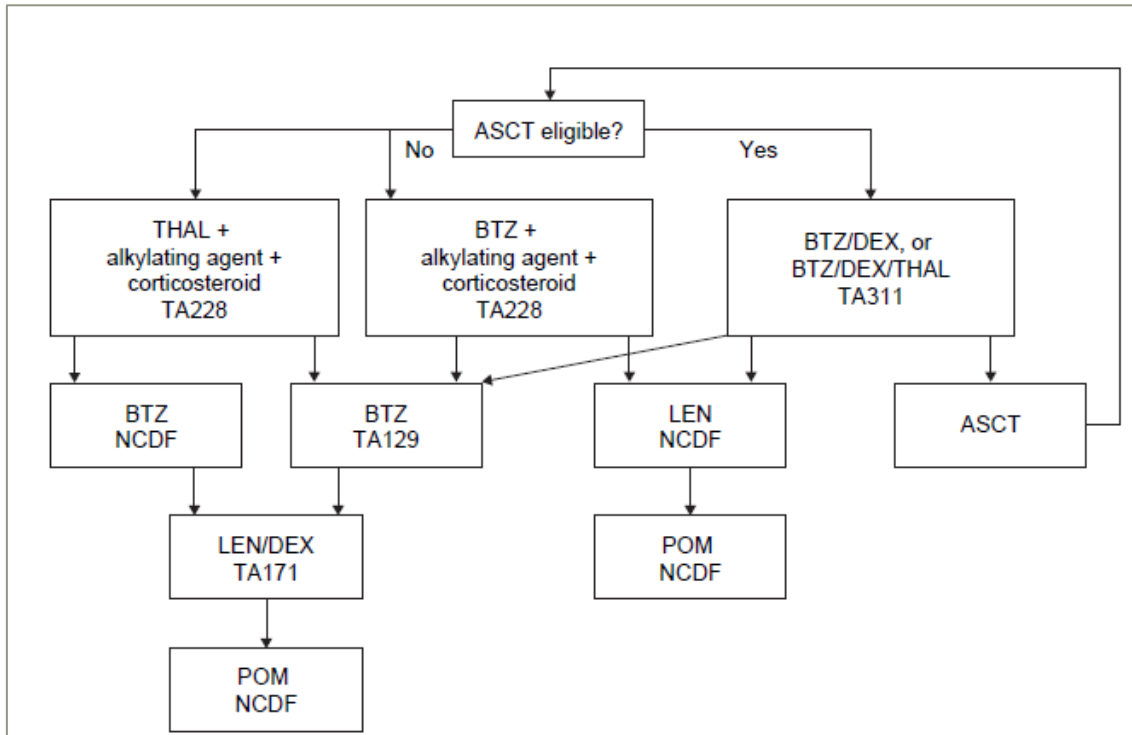 ASCT eligible?
No
Yes
THAL +
alkylating agent +
corticosteroid
TA228
BTZ +
alkylating agent +
corticosteroid
TA228
BTZ/DEX, or
BTZ/DEX/THAL
TA311
BTZ
NCDF
BTZ
TA129
LEN
NCDF
ASCT
LEN/DEX
TA171
POM
NCDF
POM
NCDF